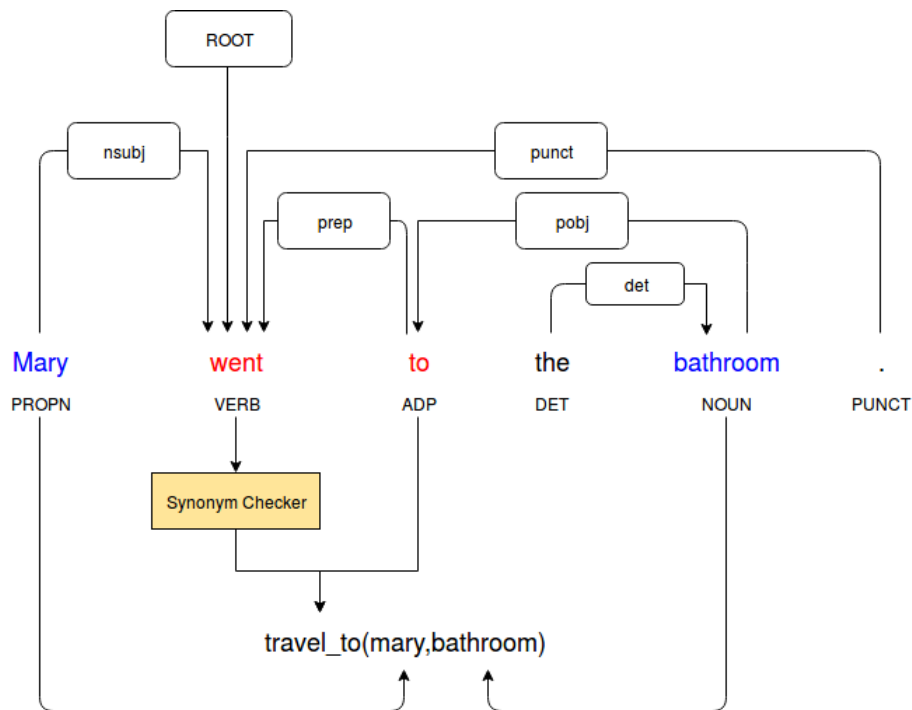 ROOT
nsubj
punct
prep
pobj
det
Mary went to the bathroom .
PROPN VERB ADP DET NOUN PUNCT
Synonym Checker
travel_to(mary,bathroom)